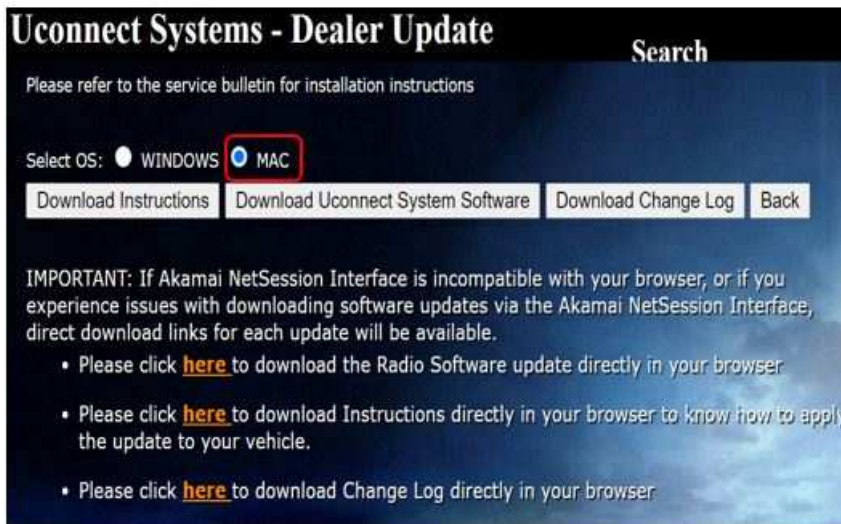 Uconnect Systems - Dealer Update
Search
Please refer to the service bulletin for installation instructions
Select OS: WINDOWS MAC
Download Instructions Download Uconnect System Software Download Change Log Back
IMPORTANT: If Akamai NetSession Interface is incompatible with your browser, or if you
experience issues with downloading software updates via the Akamai NetSession Interface,
direct download links for each update will be available.
• Please click here to download the Radio Software update directly in your browser
• Please click here to download Instructions directly in your browser to know how to apply
the update to your vehicle.
• Please click here to download Change Log directly in your browser